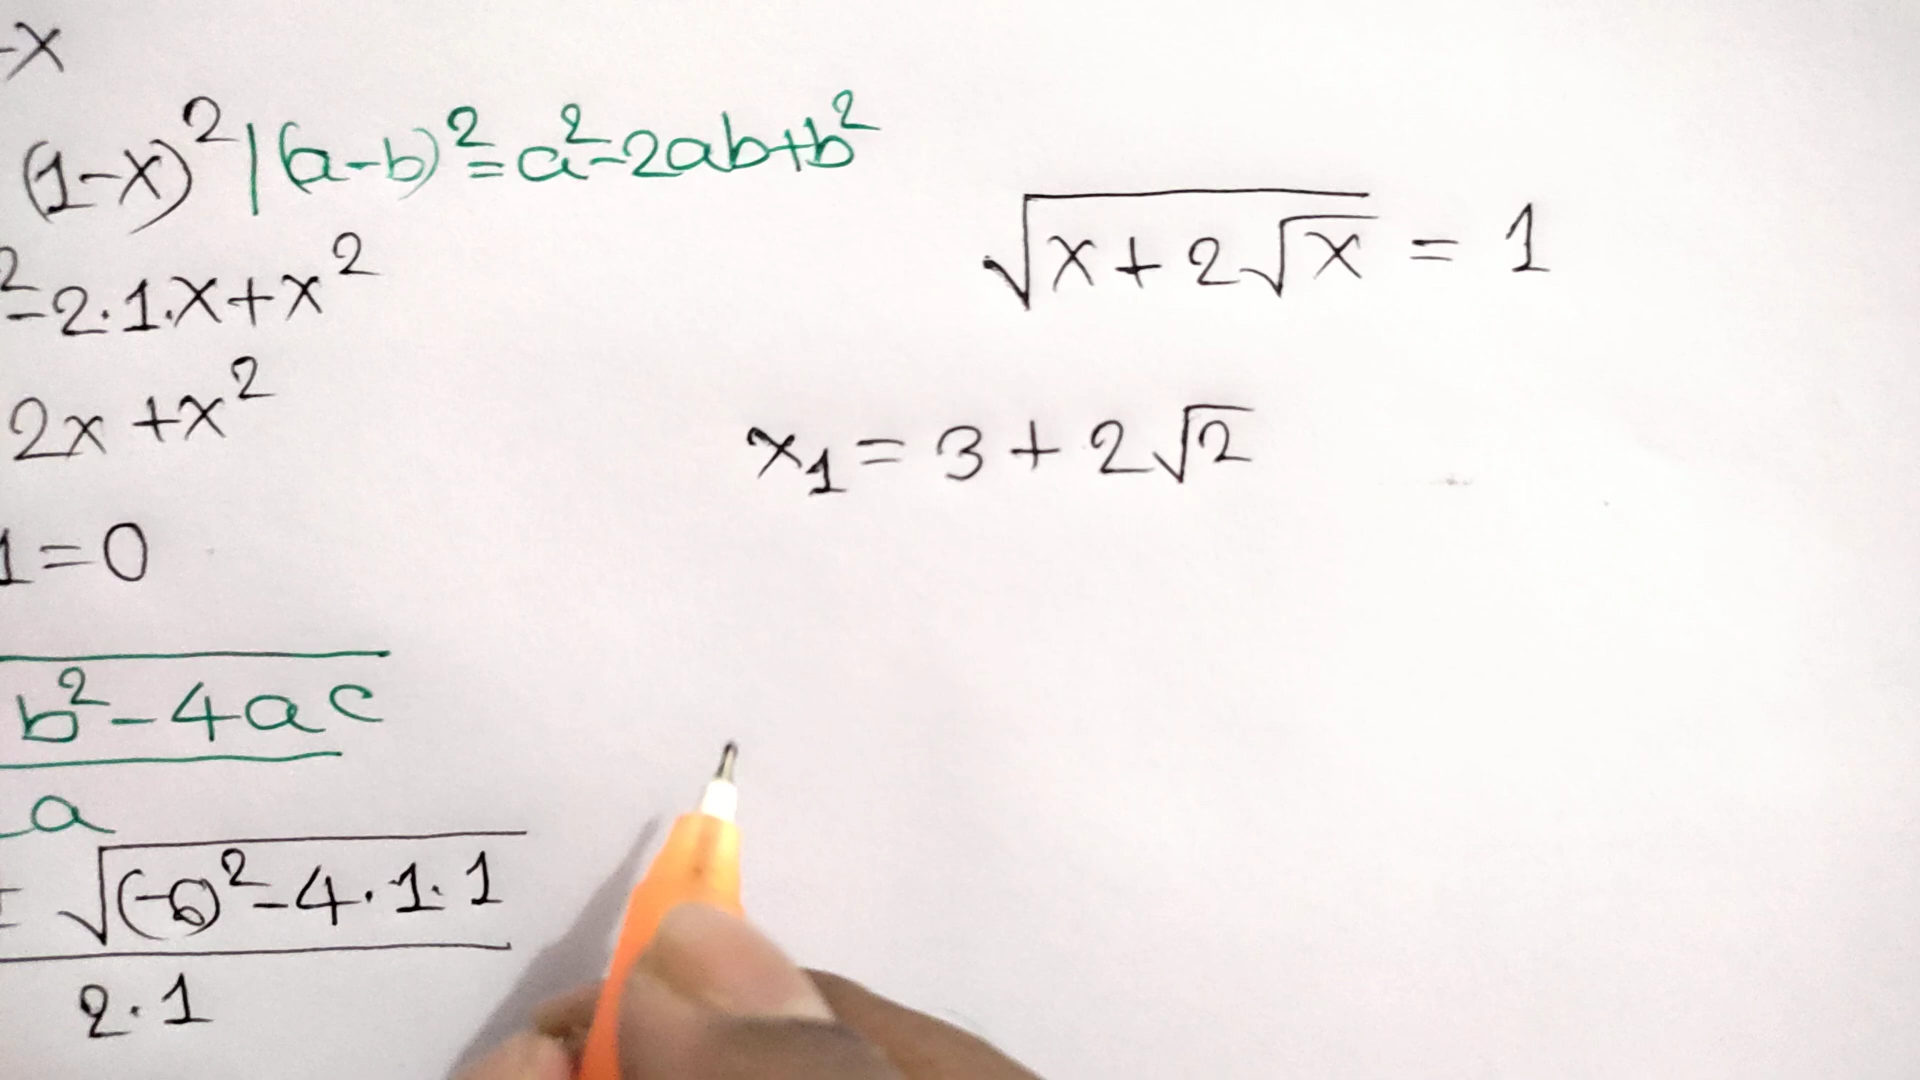 -x
(1-x)² | (a-b)²=a²-2ab+b²
²-2·1·x+x²
2x+x²
1=0
b²-4ac
a
√(-6)²-4·1·1
2·1
√x+2√x = 1
x₁ = 3+2√2